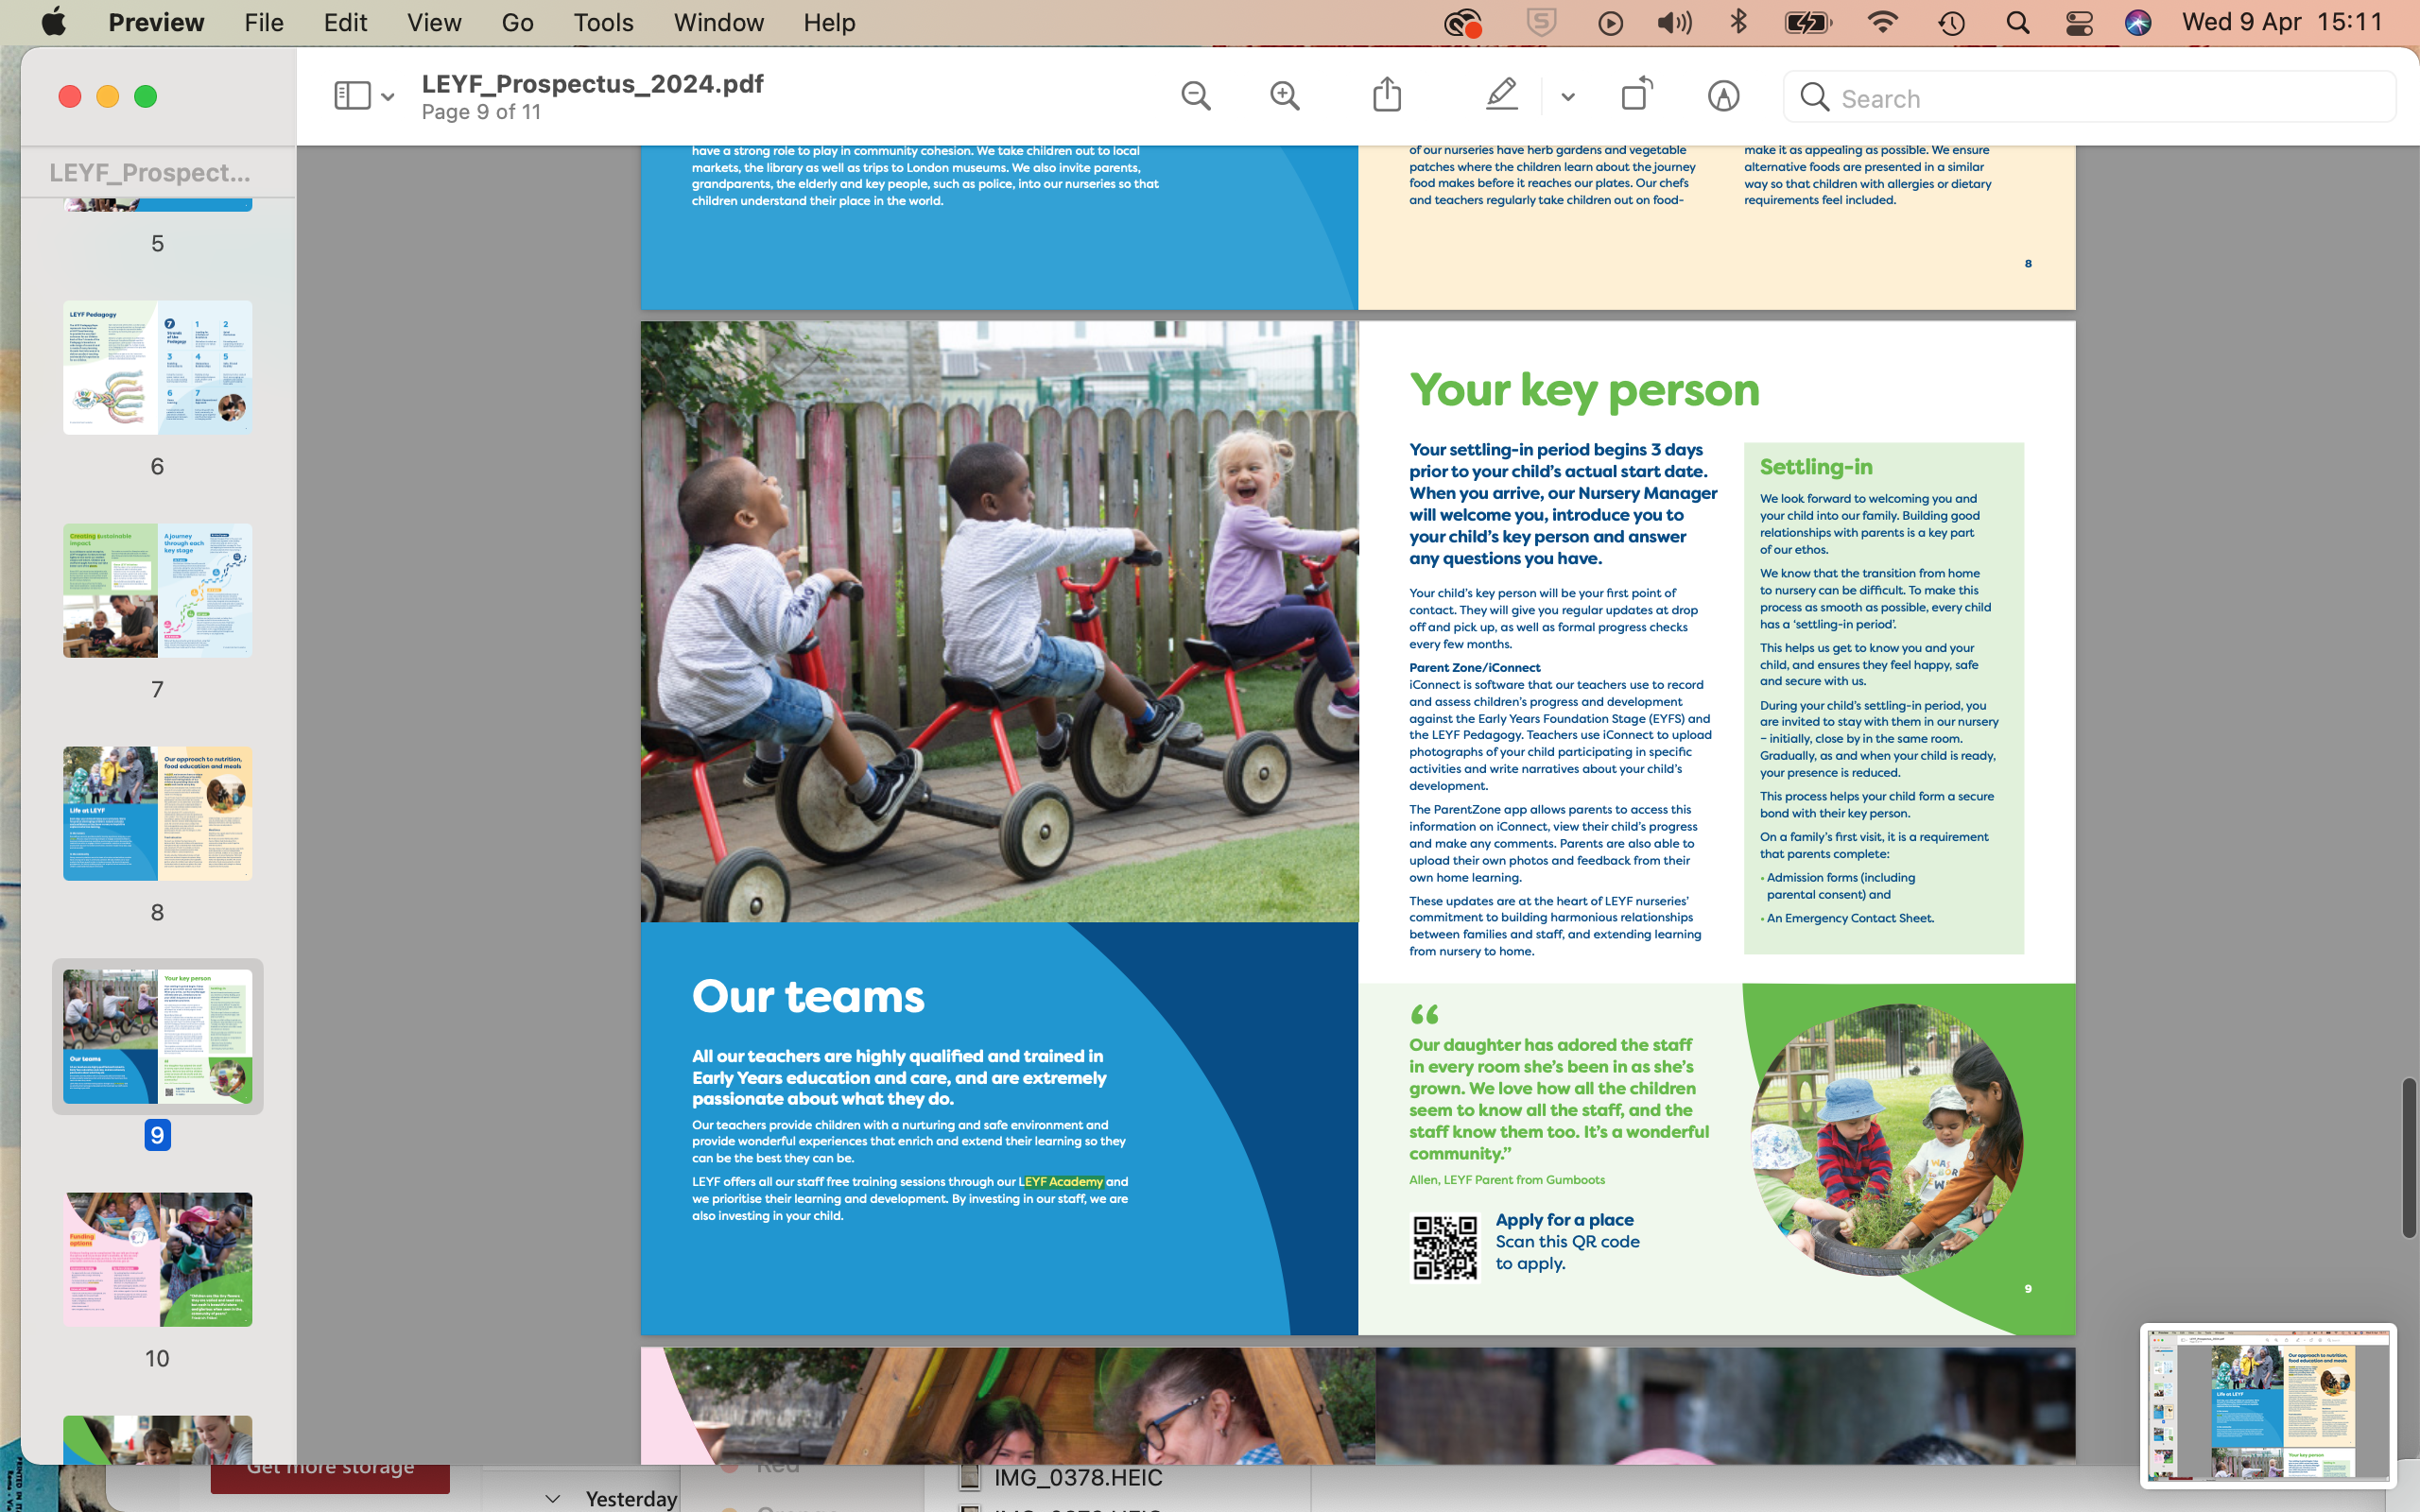 Preview File Edit View Go Tools Window Help
Wed 9 Apr 15:11
LEYF_Prospectus_2024.pdf
Page 9 of 11
Search
LEYF_Prospect...
5
LEYF Pedagogy
6
Creating sustainable
impact
A journey
through each
key stage
7
Our approach to nutrition,
food education and meals
Life at LEYF
8
Your key person
Our teams
9
Funding
options
10
have a strong role to play in community cohesion. We take children out to local
markets, the library as well as trips to London museums. We also invite parents,
grandparents, the elderly and key people, such as police, into our nurseries so that
children understand their place in the world.
of our nurseries have herb gardens and vegetable
patches where the children learn about the journey
food makes before it reaches our plates. Our chefs
and teachers regularly take children out on food-
make it as appealing as possible. We ensure
alternative foods are presented in a similar
way so that children with allergies or dietary
requirements feel included.
8
Our teams
All our teachers are highly qualified and trained in
Early Years education and care, and are extremely
passionate about what they do.
Our teachers provide children with a nurturing and safe environment and
provide wonderful experiences that enrich and extend their learning so they
can be the best they can be.
LEYF offers all our staff free training sessions through our LEYF Academy and
we prioritise their learning and development. By investing in our staff, we are
also investing in your child.
Your key person
Your settling-in period begins 3 days
prior to your child's actual start date.
When you arrive, our Nursery Manager
will welcome you, introduce you to
your child's key person and answer
any questions you have.
Your child's key person will be your first point of
contact. They will give you regular updates at drop
off and pick up, as well as formal progress checks
every few months.
Parent Zone/iConnect
iConnect is software that our teachers use to record
and assess children's progress and development
against the Early Years Foundation Stage (EYFS) and
the LEYF Pedagogy. Teachers use iConnect to upload
photographs of your child participating in specific
activities and write narratives about your child's
development.
The ParentZone app allows parents to access this
information on iConnect, view their child's progress
and make any comments. Parents are also able to
upload their own photos and feedback from their
own home learning.
These updates are at the heart of LEYF nurseries'
commitment to building harmonious relationships
between families and staff, and extending learning
from nursery to home.
Settling-in
We look forward to welcoming you and
your child into our family. Building good
relationships with parents is a key part
of our ethos.
We know that the transition from home
to nursery can be difficult. To make this
process as smooth as possible, every child
has a 'settling-in period'.
This helps us get to know you and your
child, and ensures they feel happy, safe
and secure with us.
During your child's settling-in period, you
are invited to stay with them in our nursery
– initially, close by in the same room.
Gradually, as and when your child is ready,
your presence is reduced.
This process helps your child form a secure
bond with their key person.
On a family's first visit, it is a requirement
that parents complete:
• Admission forms (including
parental consent) and
• An Emergency Contact Sheet.
“
Our daughter has adored the staff
in every room she's been in as she's
grown. We love how all the children
seem to know all the staff, and the
staff know them too. It's a wonderful
community.”
Allen, LEYF Parent from Gumboots
Apply for a place
Scan this QR code
to apply.
9
Get more storage
Yesterday
Red
Orange
IMG_0378.HEIC